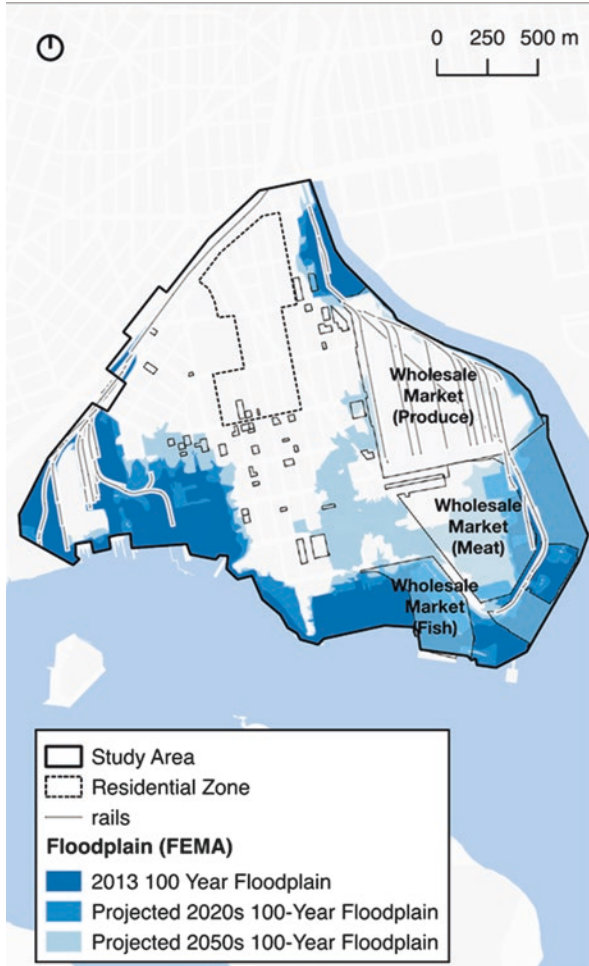 0 250 500 m
Wholesale
Market
(Produce)
Wholesale
Market
(Meat)
Wholesale
Market
(Fish)
Study Area
Residential Zone
rails
Floodplain (FEMA)
2013 100 Year Floodplain
Projected 2020s 100-Year Floodplain
Projected 2050s 100-Year Floodplain